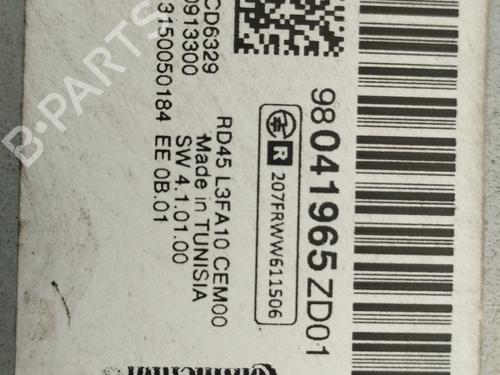 98041965ZD01
R 207FRWW611506
RD45 L3FA10 CEM00
Made in TUNISIA
SW 4.1.01.00
EE 0B.01
CD6329
0913300
3150050184
B-PARTS